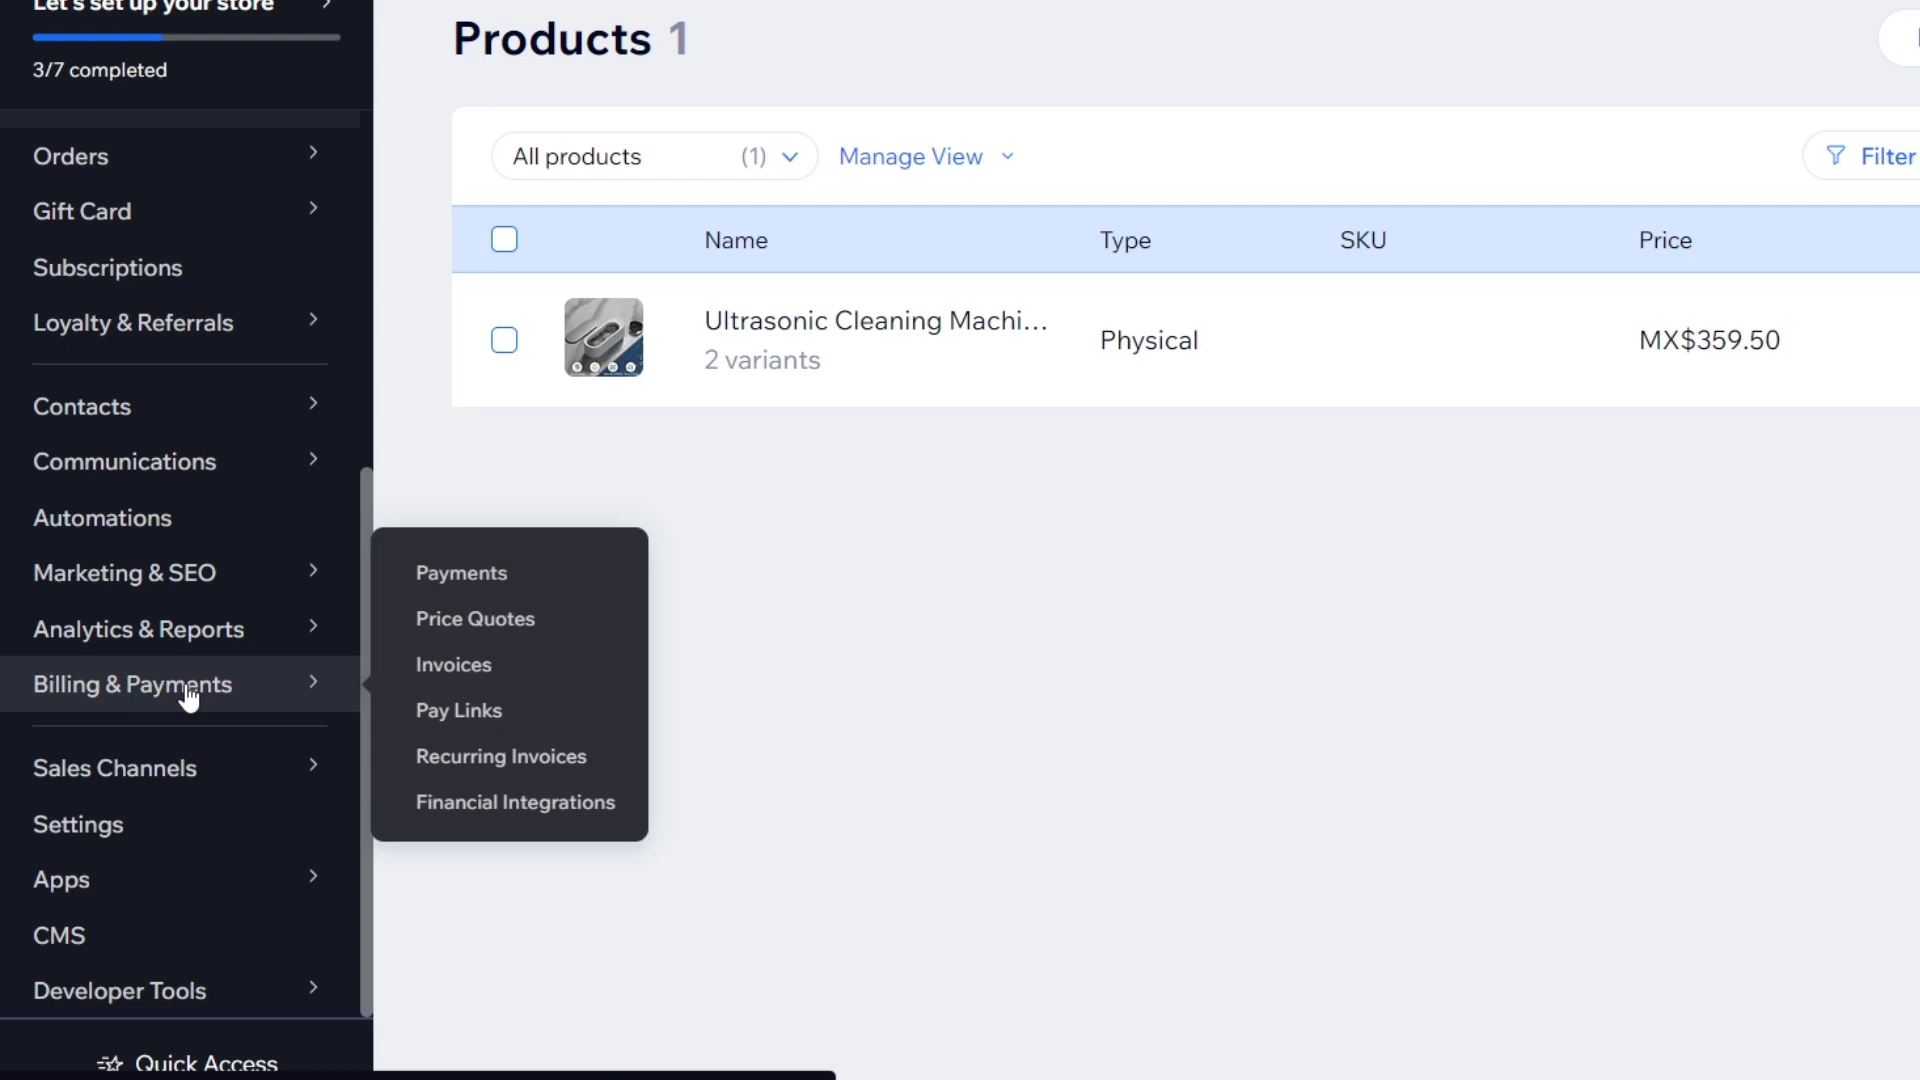 Let's set up your store
3/7 completed
Orders
Gift Card
Subscriptions
Loyalty & Referrals
Contacts
Communications
Automations
Marketing & SEO
Analytics & Reports
Billing & Payments
Sales Channels
Settings
Apps
CMS
Developer Tools
Quick Access
Payments
Price Quotes
Invoices
Pay Links
Recurring Invoices
Financial Integrations
Products 1
All products (1) Manage View Filter
Name Type SKU Price
Ultrasonic Cleaning Machi... Physical MX$359.50
2 variants